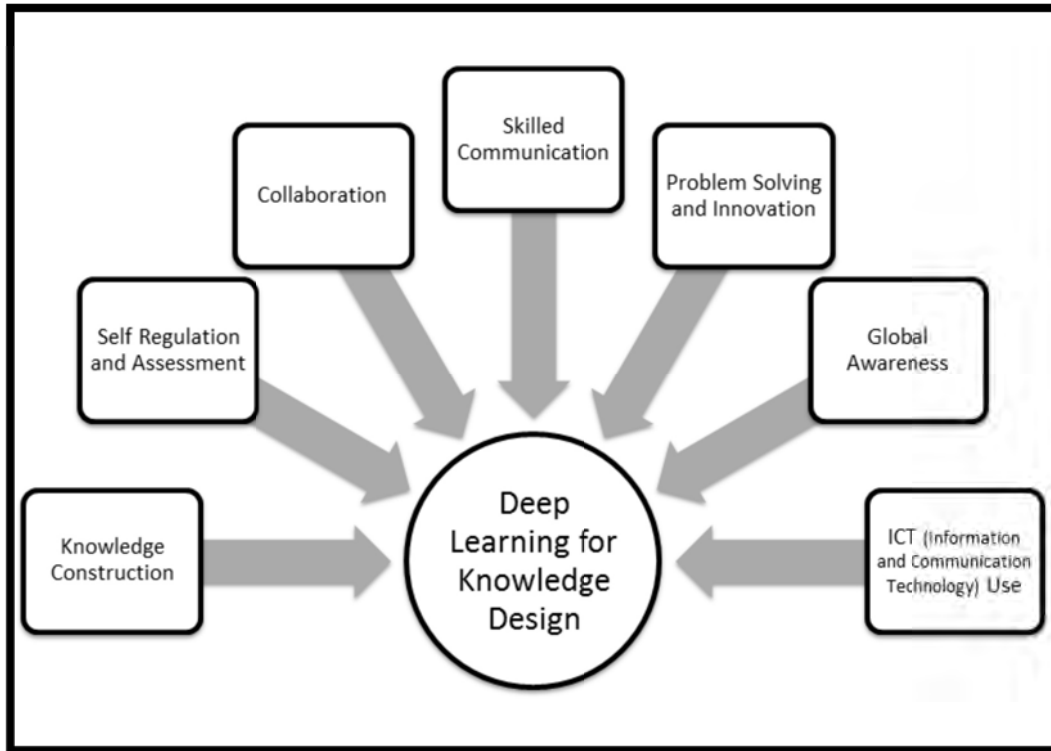 Skilled
Communication
Collaboration
Problem Solving
and Innovation
Self Regulation
and Assessment
Global
Awareness
Knowledge
Construction
Deep
Learning for
Knowledge
Design
ICT (Information
and Communication
Technology) Use